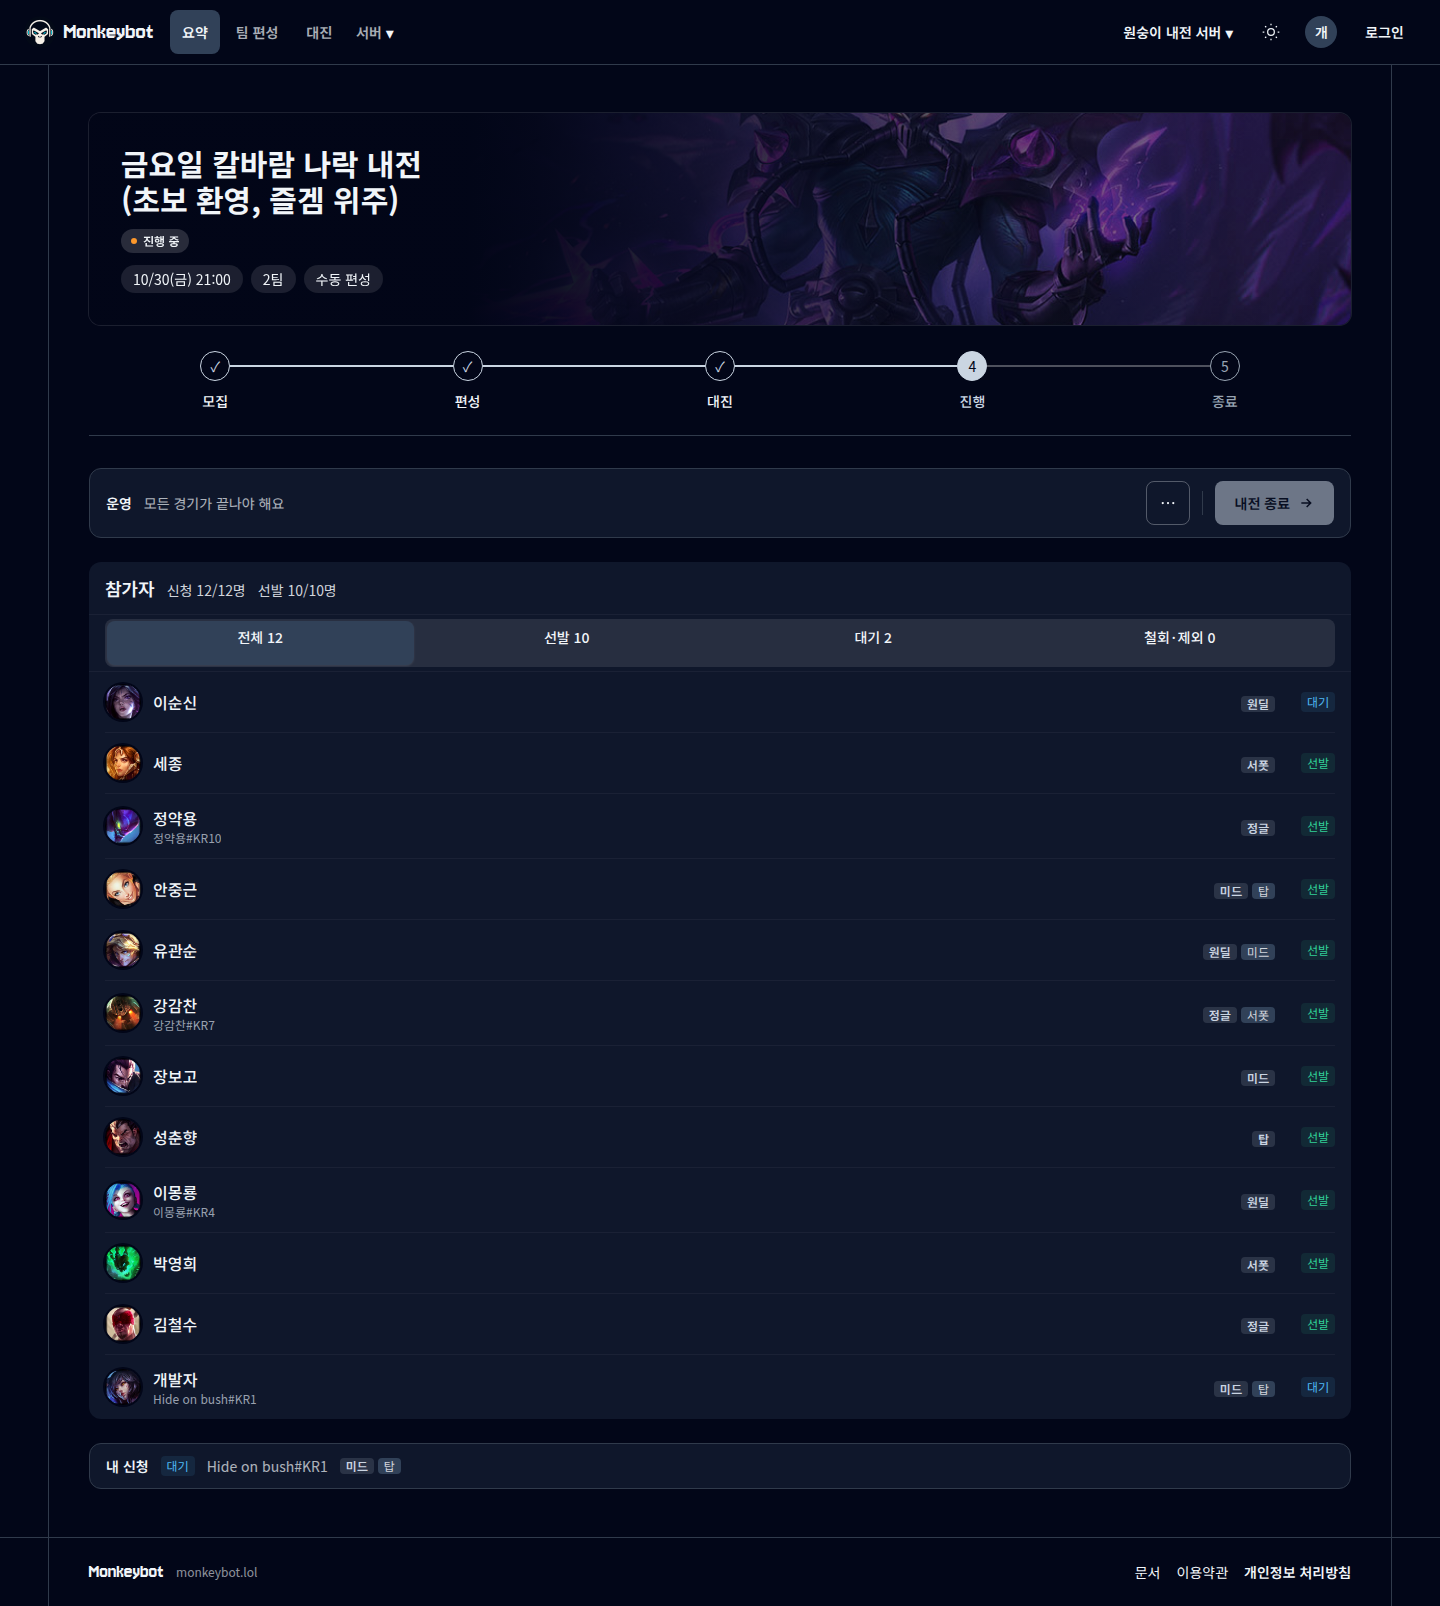 Monkeybot
요약
팀 편성
대진
서버 ▾
원숭이 내전 서버 ▾
개
로그인
금요일 칼바람 나락 내전
(초보 환영, 즐겜 위주)
진행 중
10/30(금) 21:00
2팀
수동 편성
✓
✓
✓
4
5
모집
편성
대진
진행
종료
운영 모든 경기가 끝나야 해요
···
내전 종료 →
참가자 신청 12/12명 선발 10/10명
전체 12
선발 10
대기 2
철회·제외 0
이순신
원딜
대기
세종
서폿
선발
정약용
정약용#KR10
정글
선발
안중근
미드 탑
선발
유관순
원딜 미드
선발
강감찬
강감찬#KR7
정글 서폿
선발
장보고
미드
선발
성춘향
탑
선발
이몽룡
이몽룡#KR4
원딜
선발
박영희
서폿
선발
김철수
정글
선발
개발자
Hide on bush#KR1
미드 탑
대기
내 신청 대기 Hide on bush#KR1 미드 탑
Monkeybot monkeybot.lol
문서 이용약관 개인정보 처리방침